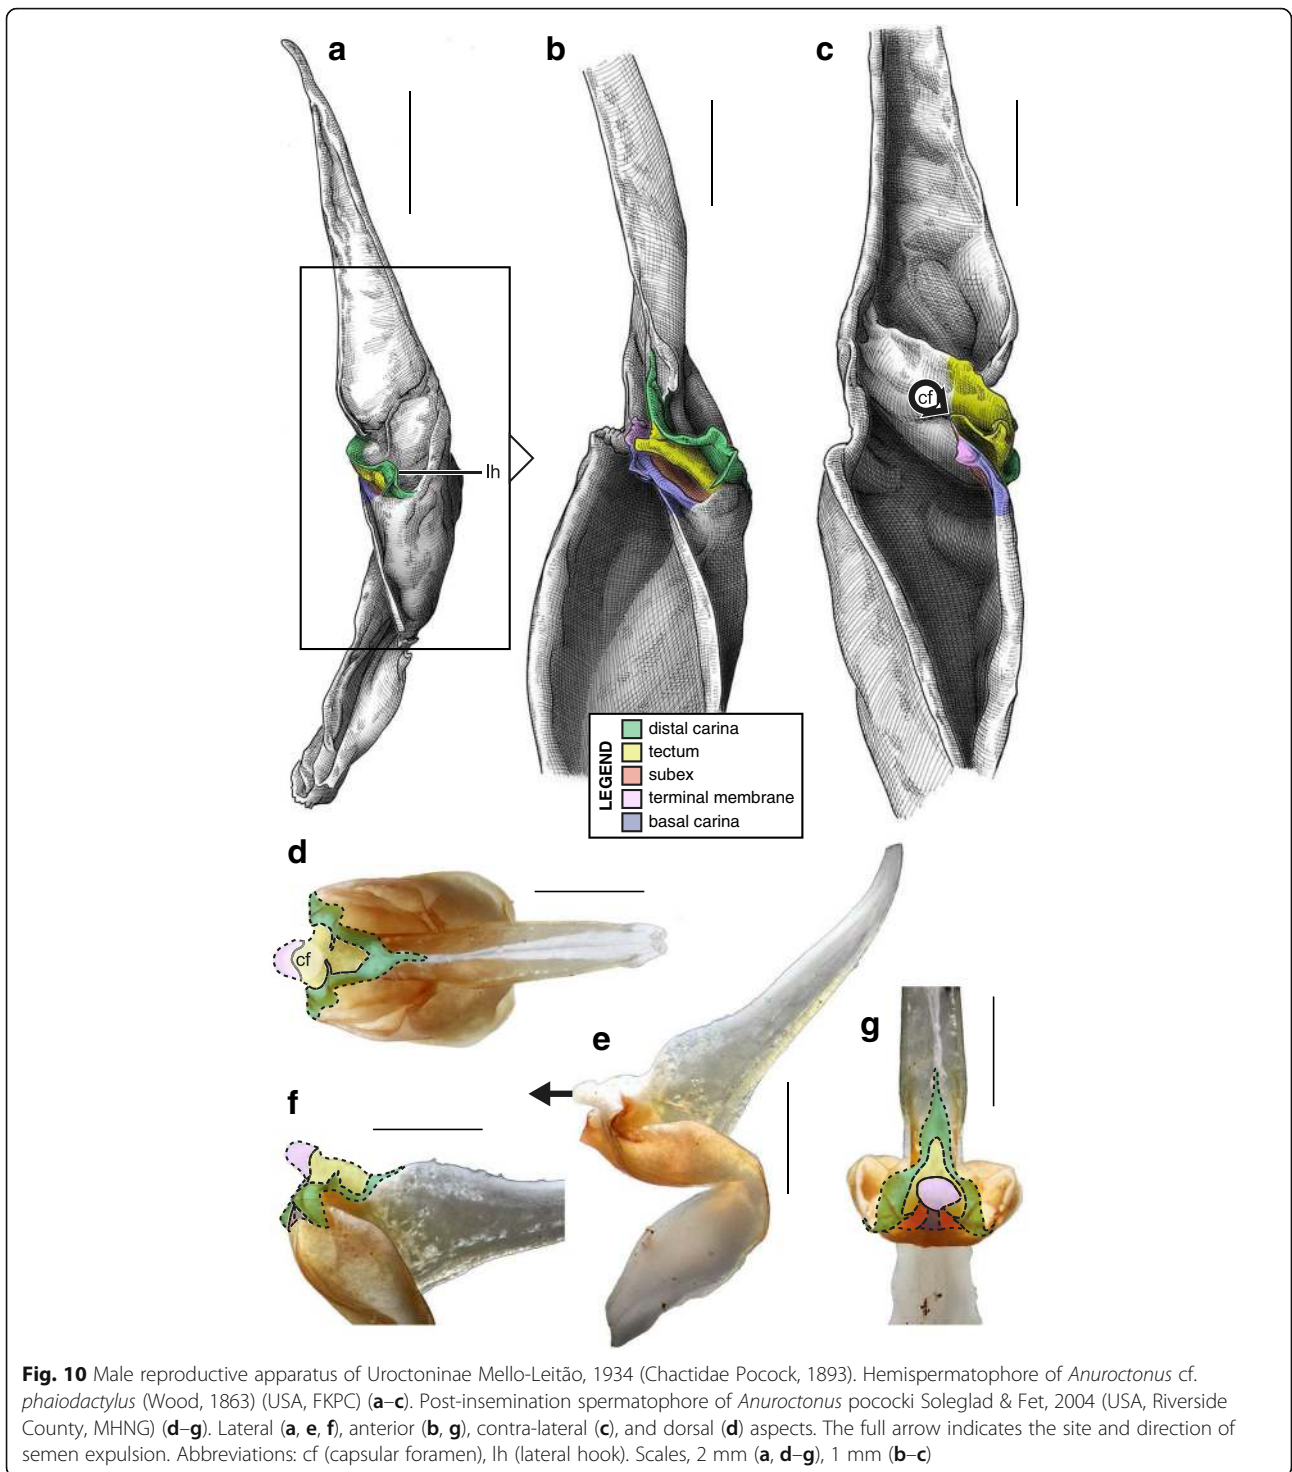 a
b
c
cf
lh
LEGEND
distal carina
tectum
subex
terminal membrane
basal carina
d
cf
e
g
f
Fig. 10 Male reproductive apparatus of Uroctoninae Mello-Leitão, 1934 (Chactidae Pocock, 1893). Hemispermatophore of Anuroctonus cf.
phaiodactylus (Wood, 1863) (USA, FKPC) (a–c). Post-insemination spermatophore of Anuroctonus pococki Soleglad & Fet, 2004 (USA, Riverside
County, MHNG) (d–g). Lateral (a, e, f), anterior (b, g), contra-lateral (c), and dorsal (d) aspects. The full arrow indicates the site and direction of
semen expulsion. Abbreviations: cf (capsular foramen), lh (lateral hook). Scales, 2 mm (a, d–g), 1 mm (b–c)